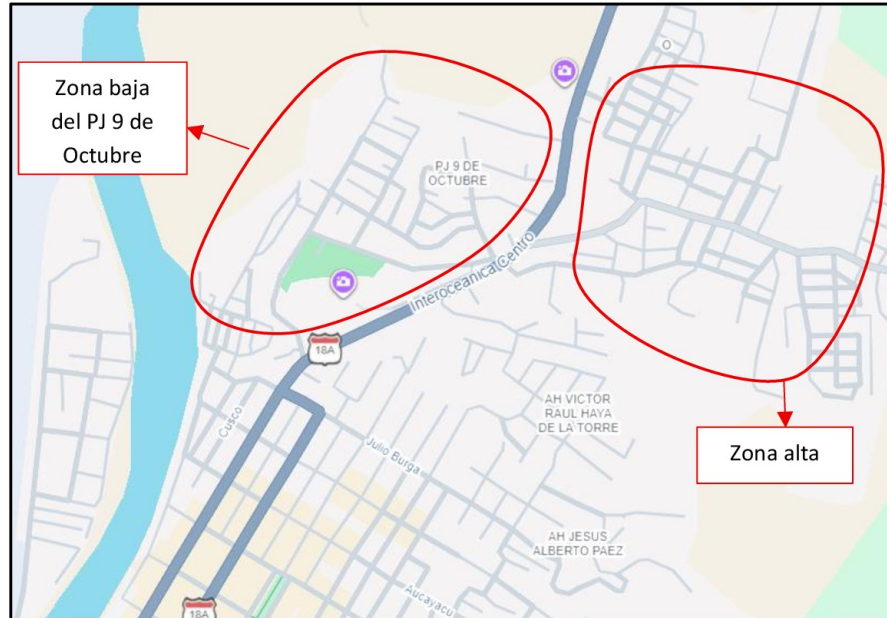 Zona baja
del PJ 9 de
Octubre
PJ 9 DE
OCTUBRE
Interoceanica Centro
18A
AH VICTOR
RAUL HAYA
DE LA TORRE
Cusco
Julio Burga
Zona alta
AH JESUS
ALBERTO PAEZ
Aucayacu
18A